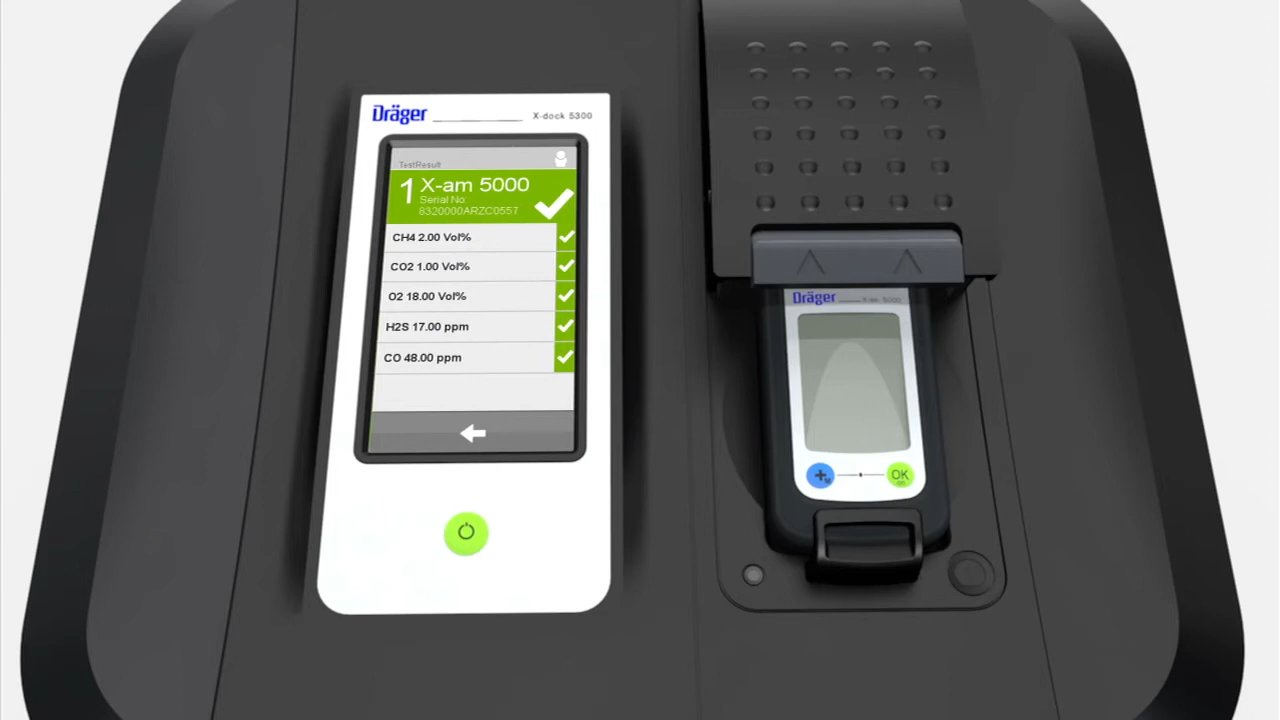 Dräger
X-dock 5300
TestResult
1 X-am 5000
Serial No:
8320000ARZC0557
CH4 2.00 Vol%
CO2 1.00 Vol%
O2 18.00 Vol%
H2S 17.00 ppm
CO 48.00 ppm
Dräger X-am 5000
+M
OK
on